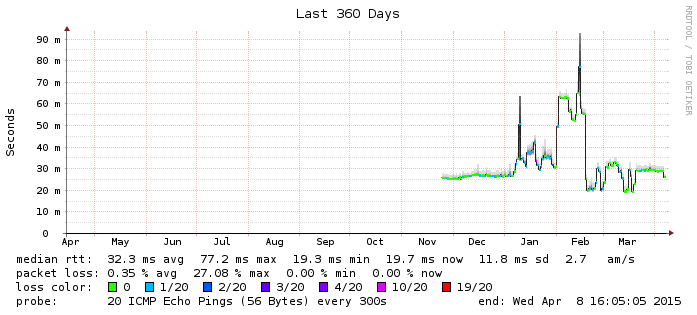 Last 360 Days
RRDTOOL / TOBI OETIKER
Seconds
90 m
80 m
70 m
60 m
50 m
40 m
30 m
20 m
10 m
0
Apr May Jun Jul Aug Sep Oct Nov Dec Jan Feb Mar
median rtt: 32.3 ms avg 77.2 ms max 19.3 ms min 19.7 ms now 11.8 ms sd 2.7 am/s
packet loss: 0.35 % avg 27.08 % max 0.00 % min 0.00 % now
loss color: 0 1/20 2/20 3/20 4/20 10/20 19/20
probe: 20 ICMP Echo Pings (56 Bytes) every 300s end: Wed Apr 8 16:05:05 2015